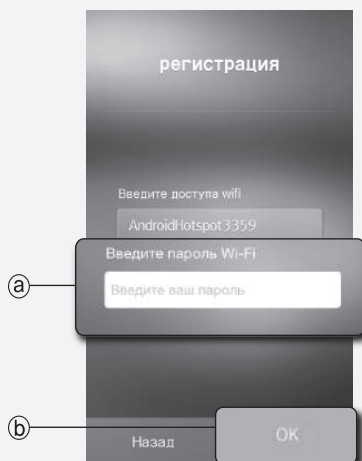 регистрация
Введите доступа wifi
AndroidHotspot3359
Введите пароль Wi-Fi
ⓐ
Введите ваш пароль
ⓑ
Назад
OK